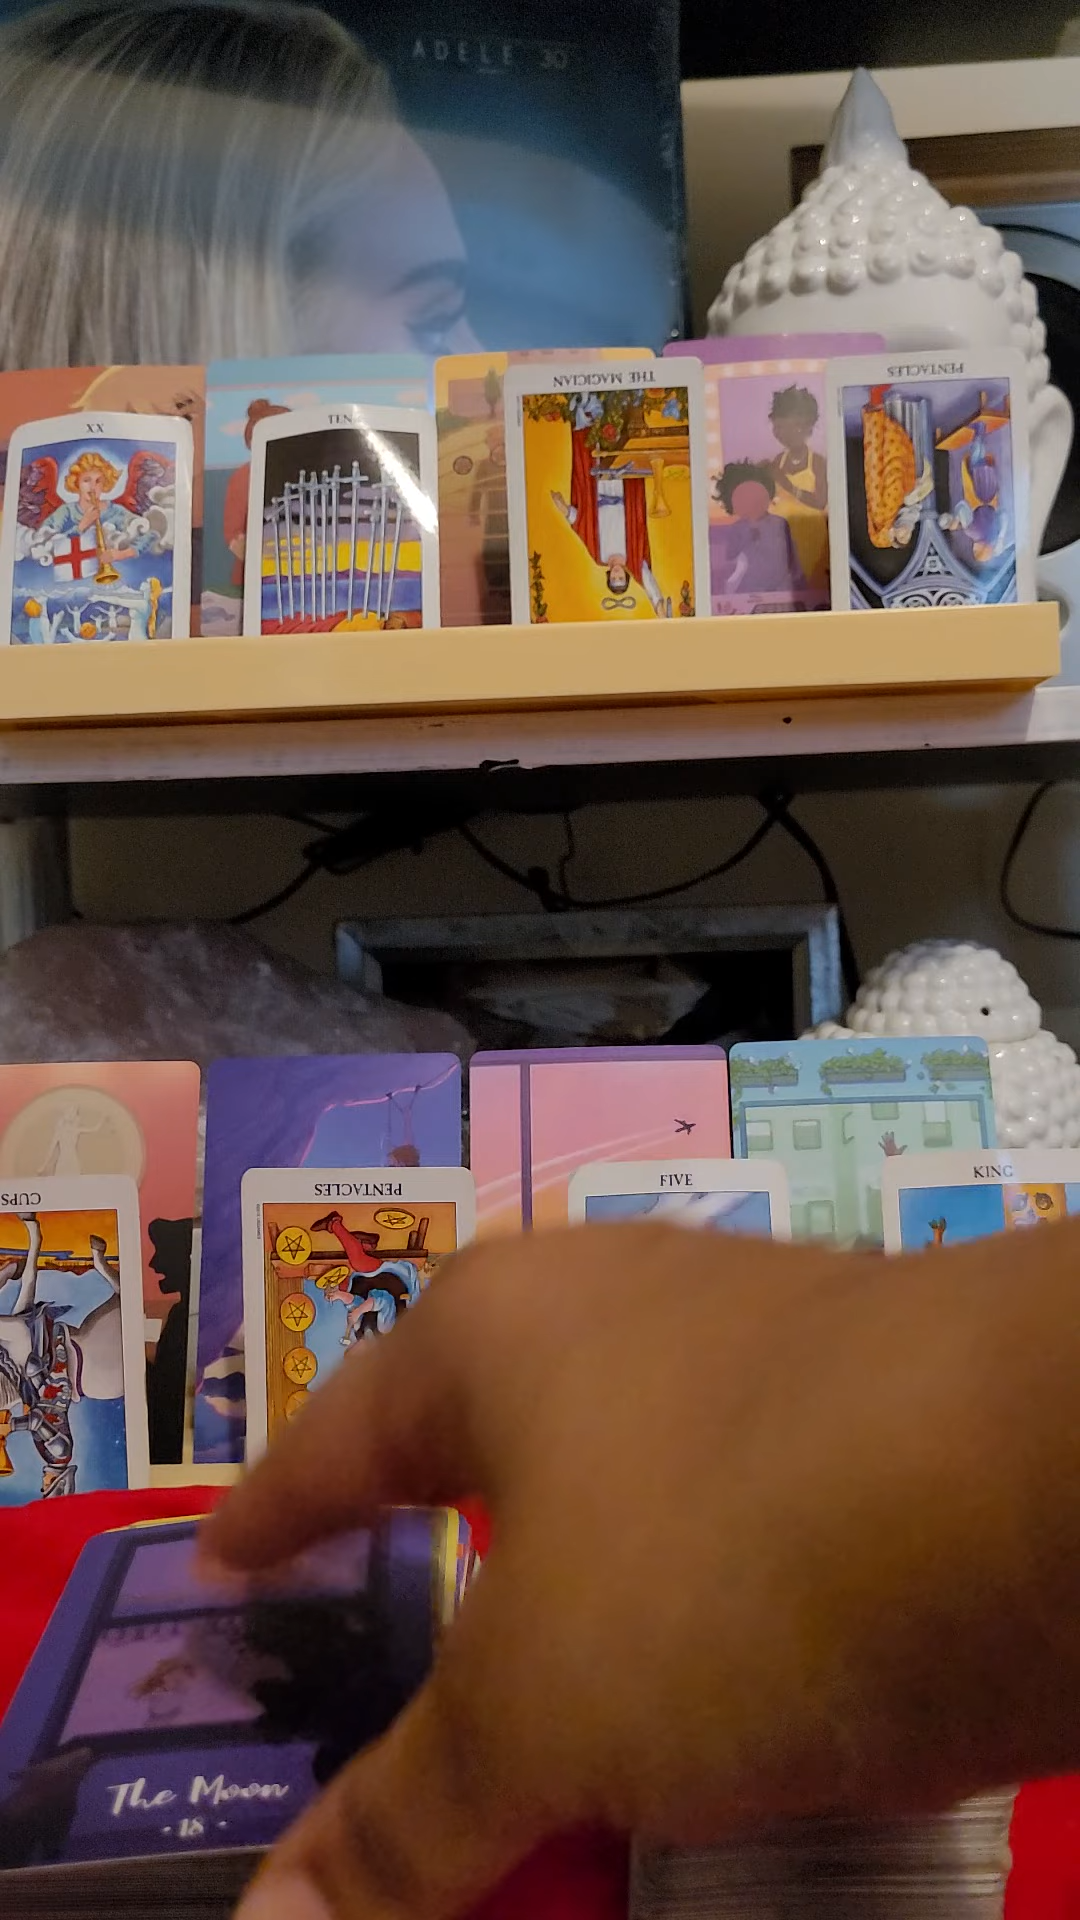 ADELE 30
XX
TEN
THE MAGICIAN
PENTACLES
CUPS
PENTACLES
FIVE
KING
The Moon
• 18 •